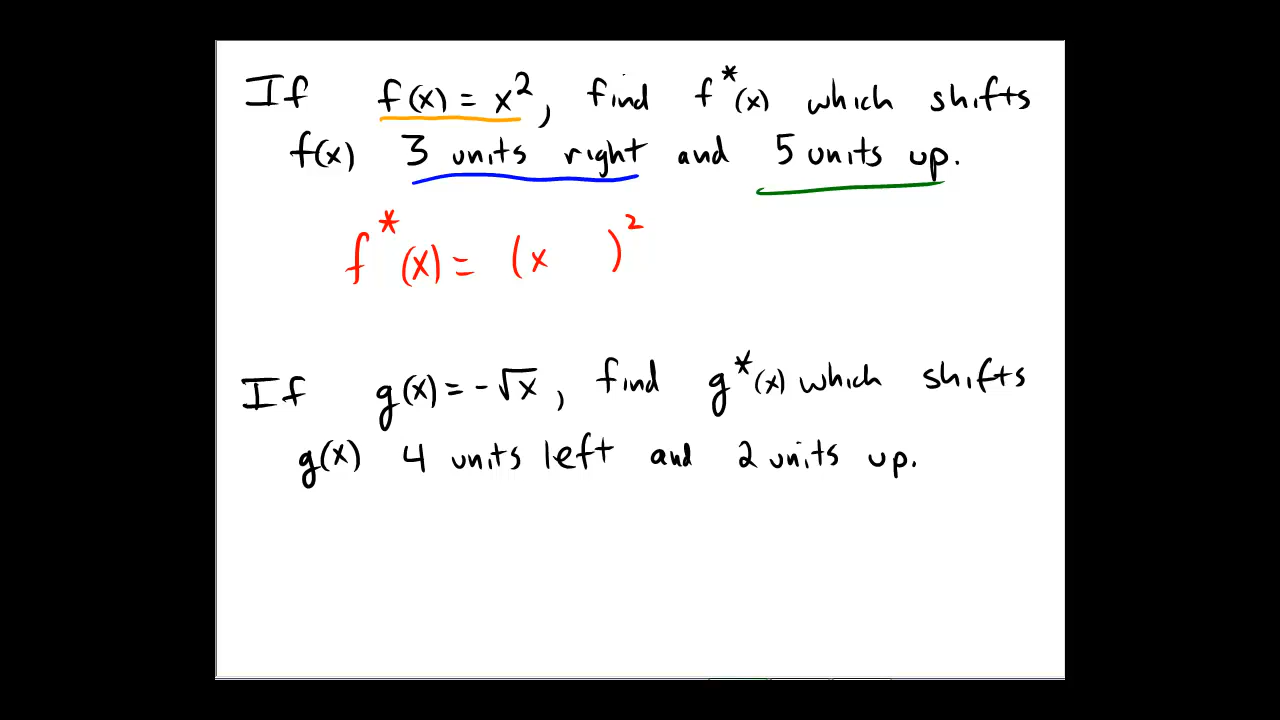 If f(x) = x², find f*(x) which shifts
f(x) 3 units right and 5 units up.
f*(x) = (x )²
If g(x) = -√x, find g*(x) which shifts
g(x) 4 units left and 2 units up.